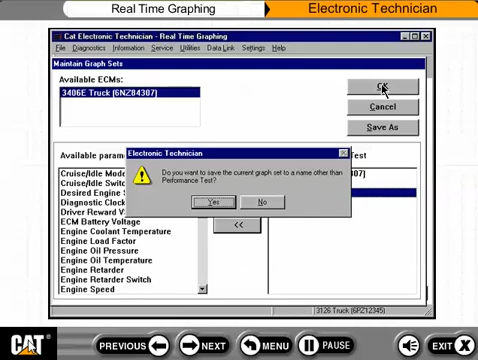 Real Time Graphing
Electronic Technician
Cat Electronic Technician - Real Time Graphing
File Diagnostics Information Service Utilities Data Link Settings Help
Maintain Graph Sets
Available ECMs:
3406E Truck (6NZ84307)
OK
Cancel
Save As
Available param
Test
Electronic Technician
Do you want to save the current graph set to a name other than
Performance Test?
Yes
No
Cruise/Idle Mode
Cruise/Idle Switc
Desired Engine S
Diagnostic Clock
Driver Reward V
ECM Battery Voltage
Engine Coolant Temperature
Engine Load Factor
Engine Oil Pressure
Engine Oil Temperature
Engine Retarder
Engine Retarder Switch
Engine Speed
307)
<<
3126 Truck (6PZ12345)
CAT
PREVIOUS
NEXT
MENU
PAUSE
EXIT